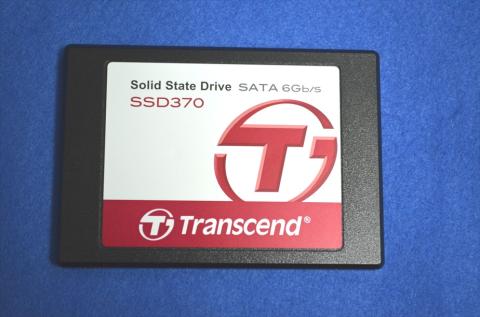 Solid State Drive SATA 6Gb/s
SSD370
Transcend®